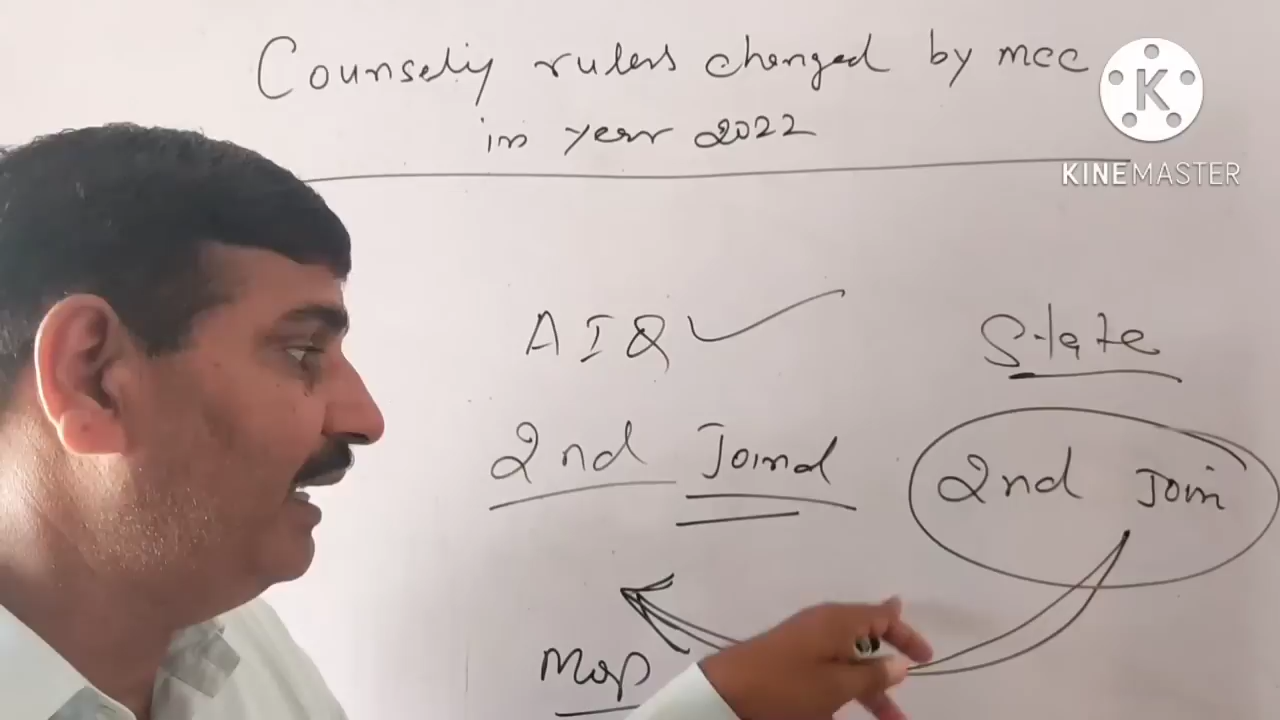 Counseliy rulers changed by mcc
in year 2022
K
KINEMASTER
AIQ State
2nd Joind 2nd Join
Mop